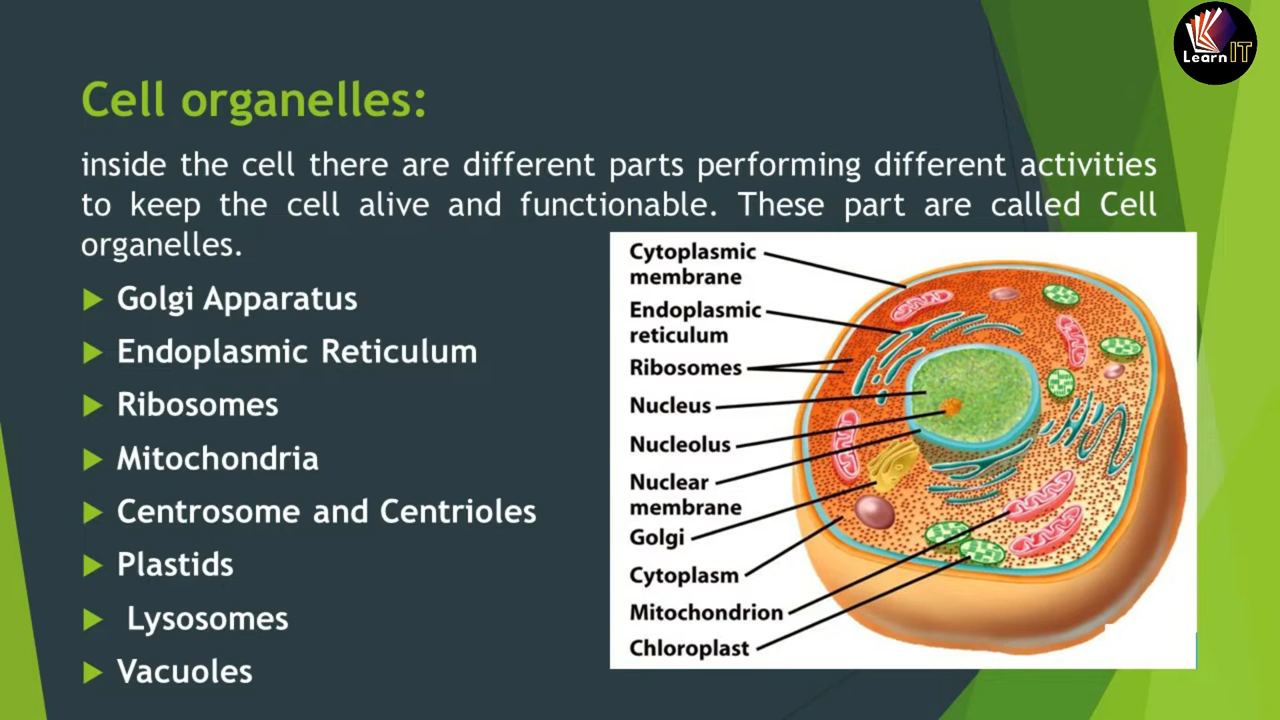 Learn IT
Cell organelles:
inside the cell there are different parts performing different activities
to keep the cell alive and functionable. These part are called Cell
organelles.
Golgi Apparatus
Endoplasmic Reticulum
Ribosomes
Mitochondria
Centrosome and Centrioles
Plastids
Lysosomes
Vacuoles
Cytoplasmic
membrane
Endoplasmic
reticulum
Ribosomes
Nucleus
Nucleolus
Nuclear
membrane
Golgi
Cytoplasm
Mitochondrion
Chloroplast